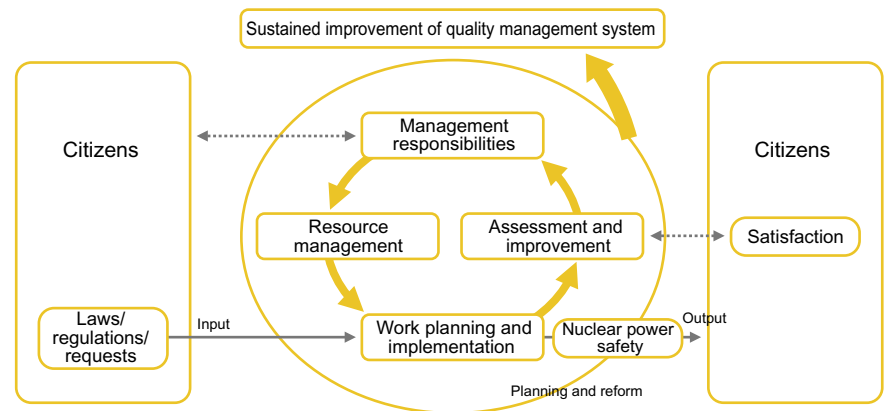 Sustained improvement of quality management system
Citizens
Management
responsibilities
Citizens
Resource
management
Assessment and
improvement
Satisfaction
Laws/
regulations/
requests
Input
Work planning and
implementation
Nuclear power
safety
Output
Planning and reform